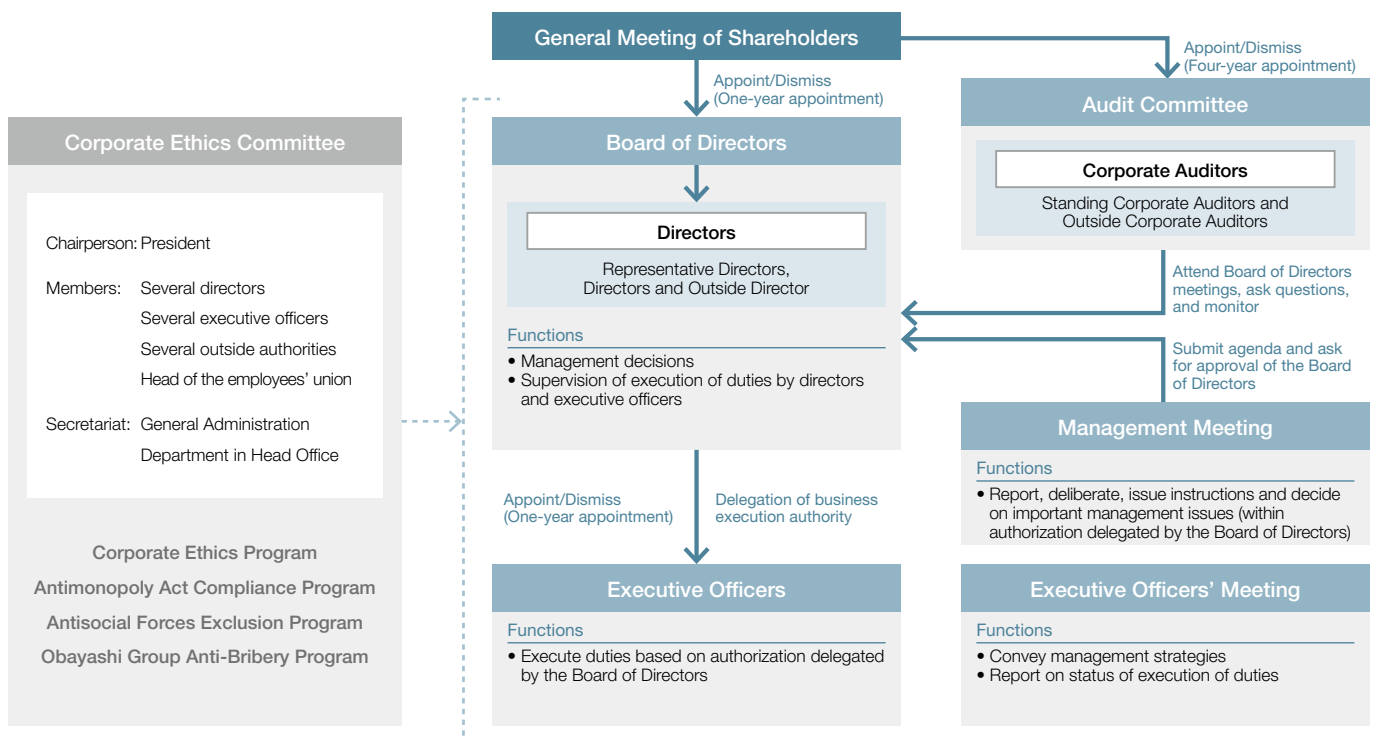 General Meeting of Shareholders
Appoint/Dismiss
(One-year appointment)
Appoint/Dismiss
(Four-year appointment)
Corporate Ethics Committee
Chairperson: President
Members: Several directors
Several executive officers
Several outside authorities
Head of the employees’ union
Secretariat: General Administration
Department in Head Office
Corporate Ethics Program
Antimonopoly Act Compliance Program
Antisocial Forces Exclusion Program
Obayashi Group Anti-Bribery Program
Board of Directors
Directors
Representative Directors,
Directors and Outside Director
Functions
• Management decisions
• Supervision of execution of duties by directors
and executive officers
Audit Committee
Corporate Auditors
Standing Corporate Auditors and
Outside Corporate Auditors
Attend Board of Directors
meetings, ask questions,
and monitor
Submit agenda and ask
for approval of the Board
of Directors
Management Meeting
Functions
• Report, deliberate, issue instructions and decide
on important management issues (within
authorization delegated by the Board of Directors)
Appoint/Dismiss
(One-year appointment)
Delegation of business
execution authority
Executive Officers
Functions
• Execute duties based on authorization delegated
by the Board of Directors
Executive Officers’ Meeting
Functions
• Convey management strategies
• Report on status of execution of duties